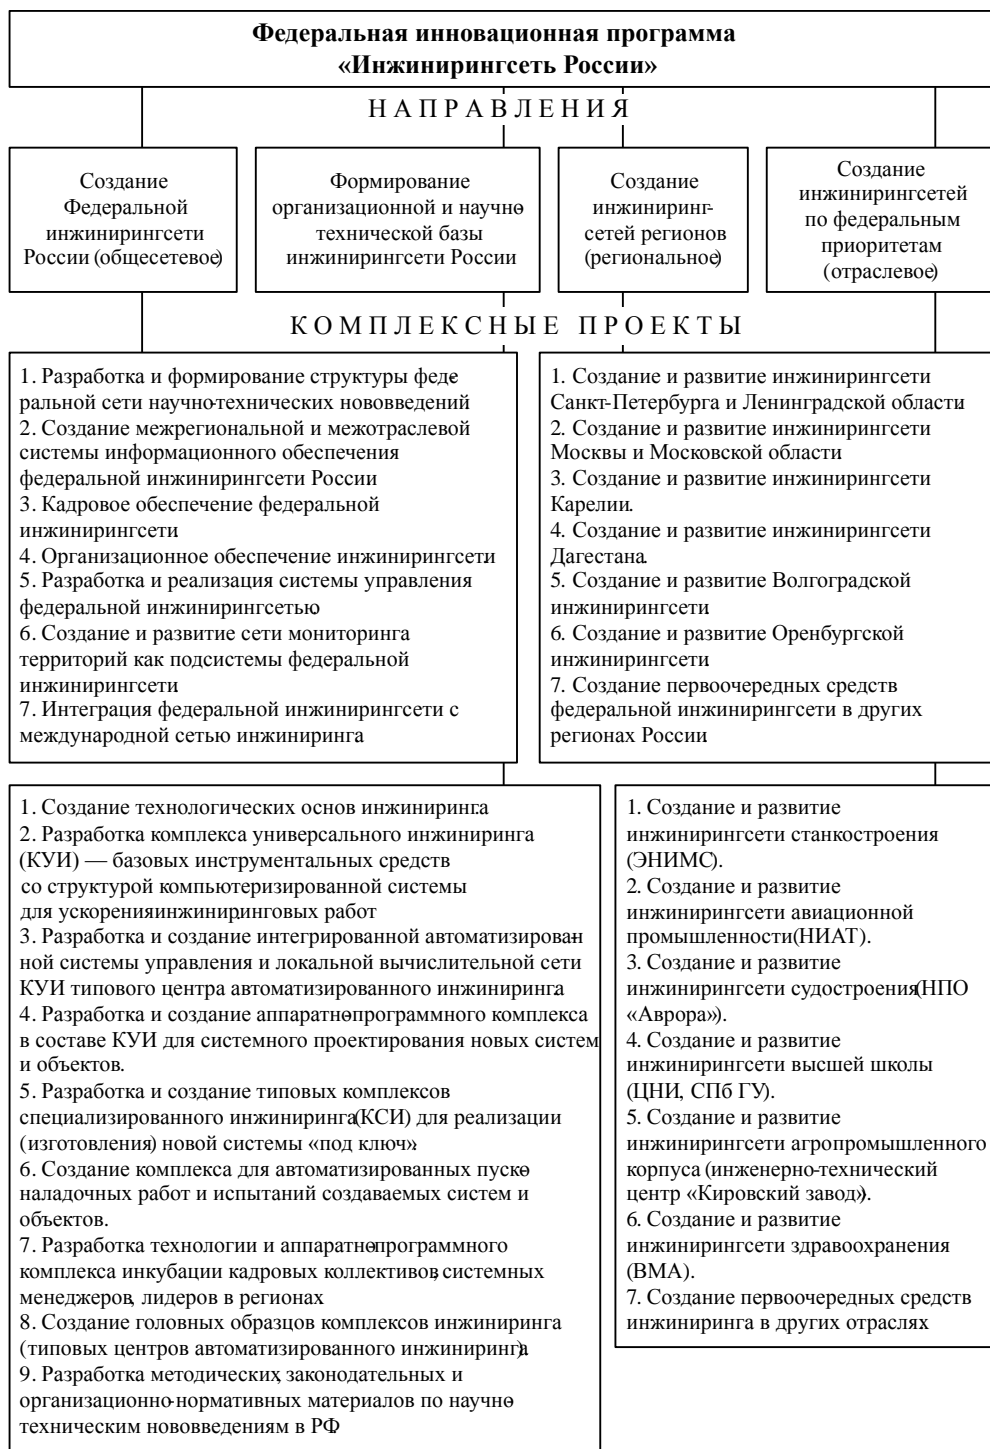 Федеральная инновационная программа
«Инжинирингсеть России»
НАПРАВЛЕНИЯ
Создание
Федеральной
инжинирингсети
России (общесетевое)
Формирование
организационной и научно-
технической базы
инжинирингсети России
Создание
инжиниринг-
сетей регионов
(региональное)
Создание
инжинирингсетей
по федеральным
приоритетам
(отраслевое)
КОМПЛЕКСНЫЕ ПРОЕКТЫ
1. Разработка и формирование структуры феде-
ральной сети научно-технических нововведений
2. Создание межрегиональной и межотраслевой
системы информационного обеспечения
федеральной инжинирингсети России
3. Кадровое обеспечение федеральной
инжинирингсети.
4. Организационное обеспечение инжинирингсети.
5. Разработка и реализация системы управления
федеральной инжинирингсетью
6. Создание и развитие сети мониторинга
территорий как подсистемы федеральной
инжинирингсети.
7. Интеграция федеральной инжинирингсети с
международной сетью инжиниринга.
1. Создание и развитие инжинирингсети
Санкт-Петербурга и Ленинградской области.
2. Создание и развитие инжинирингсети
Москвы и Московской области.
3. Создание и развитие инжинирингсети
Карелии.
4. Создание и развитие инжинирингсети
Дагестана.
5. Создание и развитие Волгоградской
инжинирингсети.
6. Создание и развитие Оренбургской
инжинирингсети.
7. Создание первоочередных средств
федеральной инжинирингсети в других
регионах России.
1. Создание технологических основ инжиниринга.
2. Разработка комплекса универсального инжиниринга
(КУИ) — базовых инструментальных средств
со структурой компьютеризированной системы
для ускорения инжиниринговых работ
3. Разработка и создание интегрированной автоматизирован-
ной системы управления и локальной вычислительной сети
КУИ типового центра автоматизированного инжиниринга.
4. Разработка и создание аппаратно-программного комплекса
в составе КУИ для системного проектирования новых систем
и объектов.
5. Разработка и создание типовых комплексов
специализированного инжиниринга (КСИ) для реализации
(изготовления) новой системы «под ключ».
6. Создание комплекса для автоматизированных пуско-
наладочных работ и испытаний создаваемых систем и
объектов.
7. Разработка технологии и аппаратно-программного
комплекса инкубации кадровых коллективов, системных
менеджеров, лидеров в регионах
8. Создание головных образцов комплексов инжиниринга
(типовых центров автоматизированного инжиниринга).
9. Разработка методических, законодательных и
организационно-нормативных материалов по научно-
техническим нововведениям в РФ.
1. Создание и развитие
инжинирингсети станкостроения
(ЭНИМС).
2. Создание и развитие
инжинирингсети авиационной
промышленности (НИАТ).
3. Создание и развитие
инжинирингсети судостроения (НПО
«Аврора»).
4. Создание и развитие
инжинирингсети высшей школы
(ЦНИ, СПб ГУ).
5. Создание и развитие
инжинирингсети агропромышленного
корпуса (инженерно-технический
центр «Кировский завод»).
6. Создание и развитие
инжинирингсети здравоохранения
(ВМА).
7. Создание первоочередных средств
инжиниринга в других отраслях